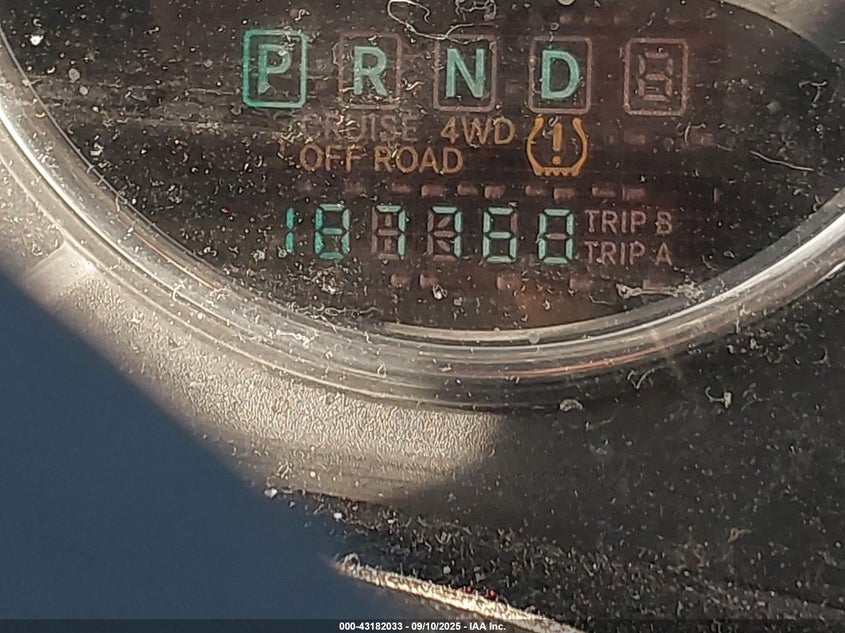 P R N D
CRUISE 4WD
OFF ROAD
187760
TRIP B
TRIP A
000-43182033 - 09/10/2025 - IAA Inc.